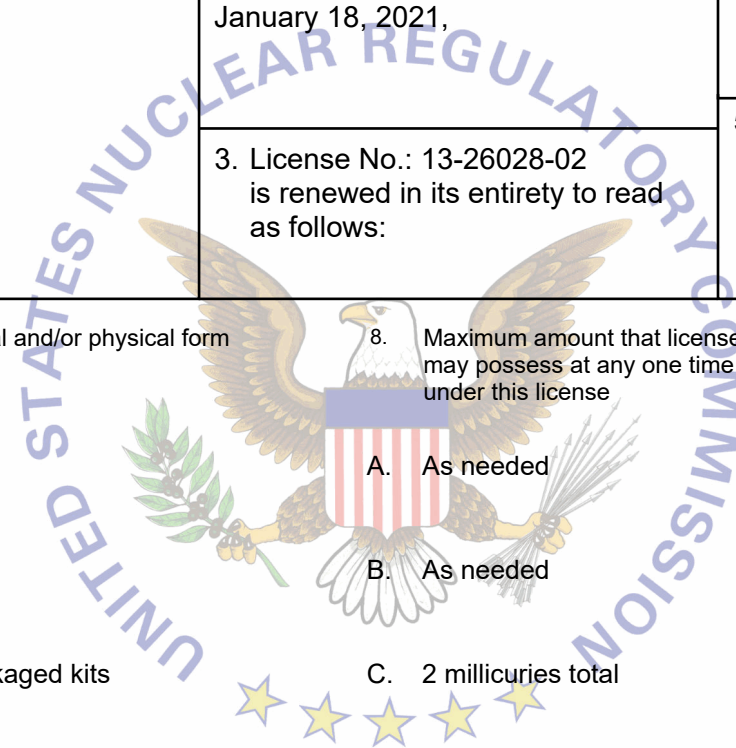 January 18, 2021,
3. License No.: 13-26028-02
is renewed in its entirety to read
as follows:
and/or physical form
8. Maximum amount that
may possess at any one time
under this license
A. As needed
B. As needed
kits
C. 2 millicuries total
UNITED STATES NUCLEAR REGULATORY COMMISSION